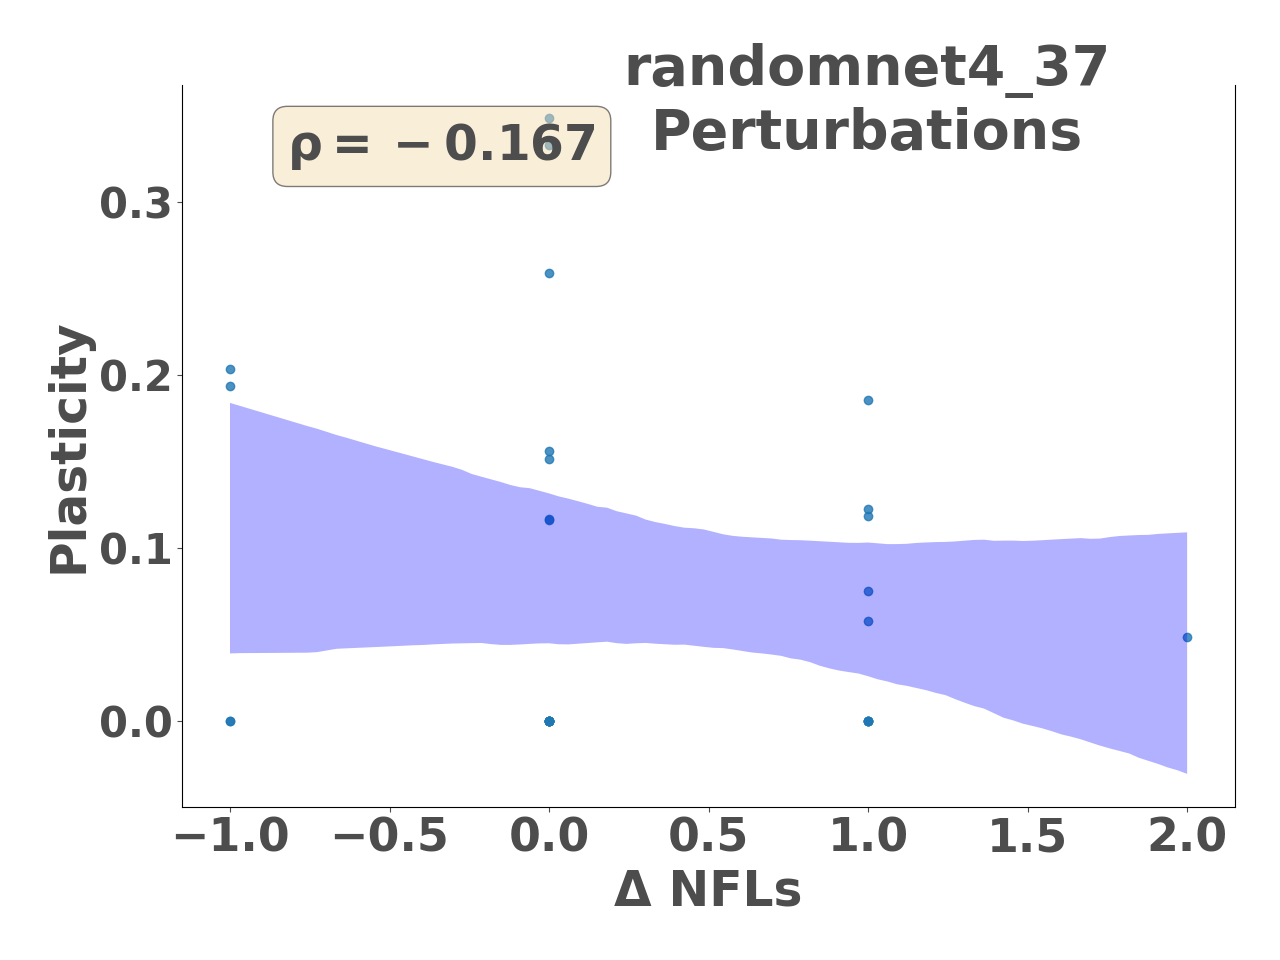 randomnet4_37
Perturbations
ρ = − 0.167
Plasticity
0.3
0.2
0.1
0.0
−1.0 −0.5 0.0 0.5 1.0 1.5 2.0
Δ NFLs